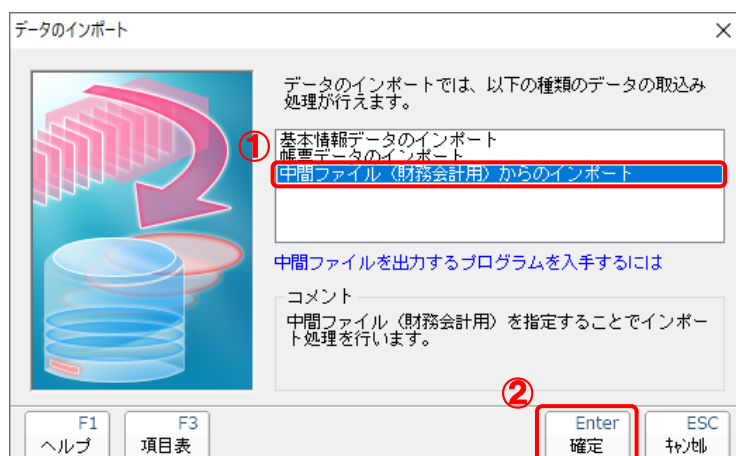 データのインポート
データのインポートでは、以下の種類のデータの取込み
処理が行えます。
①
基本情報データのインポート
帳票データのインポート
中間ファイル（財務会計用）からのインポート
中間ファイルを出力するプログラムを入手するには
コメント
中間ファイル（財務会計用）を指定することでインポー
ト処理を行います。
②
F1
ヘルプ
F3
項目表
Enter
確定
ESC
ｷｬﾝｾﾙ